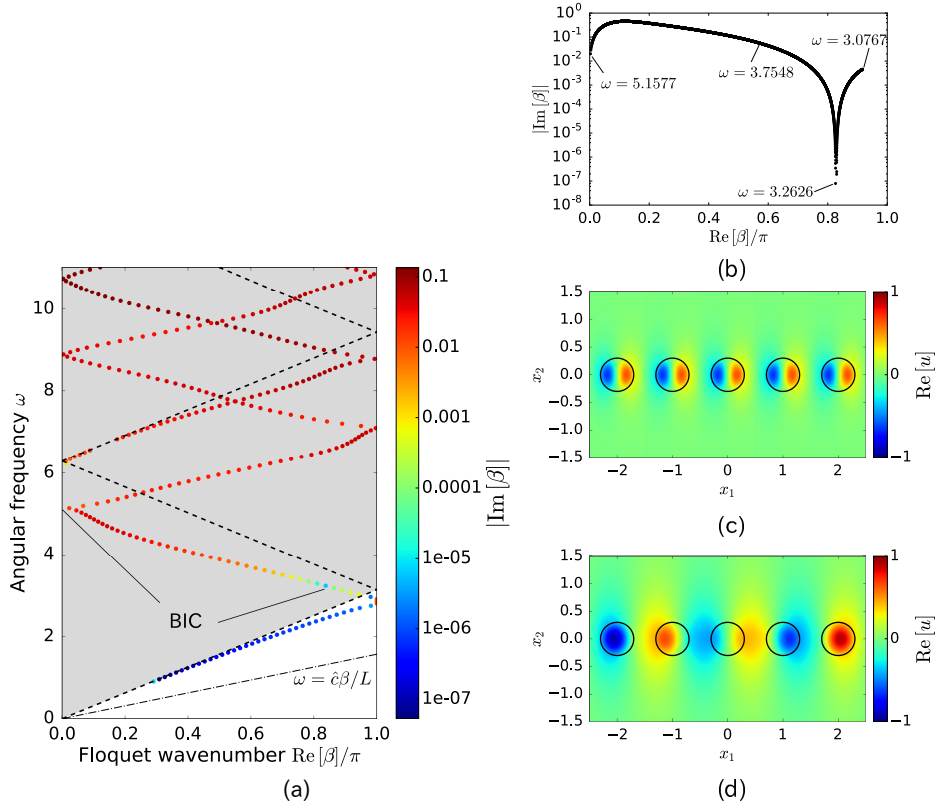 10^1
10^0
10^-1
10^-2
10^-3
10^-4
10^-5
10^-6
10^-7
10^-8
|Im [β]|
ω = 5.1577
ω = 3.7548
ω = 3.0767
ω = 3.2626
0.0 0.2 0.4 0.6 0.8 1.0
Re [β]/π
(b)
Angular frequency ω
10
8
6
4
2
0
BIC
ω = ĉβ/L
0.0 0.2 0.4 0.6 0.8 1.0
Floquet wavenumber Re [β]/π
(a)
0.1
0.01
0.001
0.0001
1e-05
1e-06
1e-07
|Im [β]|
1.5
1.0
0.5
0.0
−0.5
−1.0
−1.5
x_2
−2 −1 0 1 2
x_1
1
0
−1
Re [u]
(c)
1.5
1.0
0.5
0.0
−0.5
−1.0
−1.5
x_2
−2 −1 0 1 2
x_1
1
0
−1
Re [u]
(d)